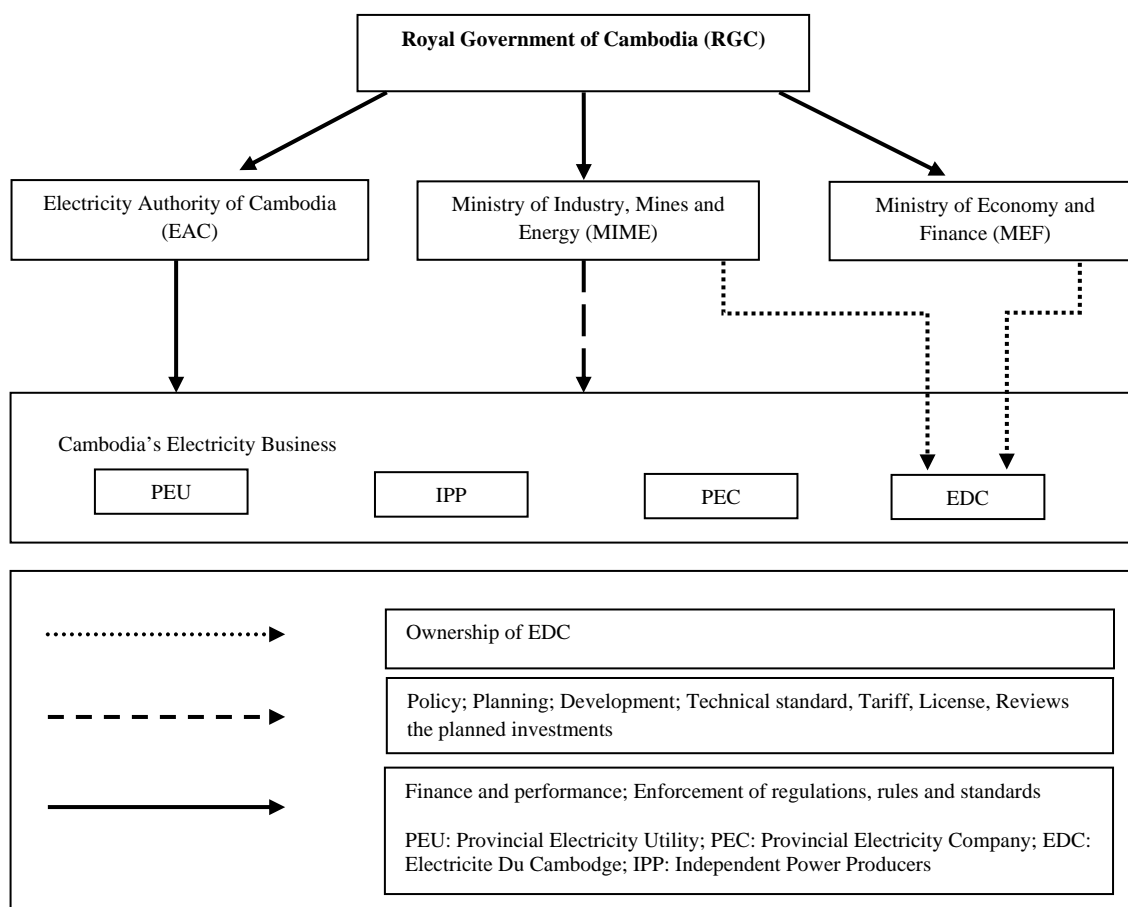 Royal Government of Cambodia (RGC)
Electricity Authority of Cambodia
(EAC)
Ministry of Industry, Mines and
Energy (MIME)
Ministry of Economy and
Finance (MEF)
Cambodia’s Electricity Business
PEU
IPP
PEC
EDC
Ownership of EDC
Policy; Planning; Development; Technical standard, Tariff, License, Reviews
the planned investments
Finance and performance; Enforcement of regulations, rules and standards
PEU: Provincial Electricity Utility; PEC: Provincial Electricity Company; EDC:
Electricite Du Cambodge; IPP: Independent Power Producers